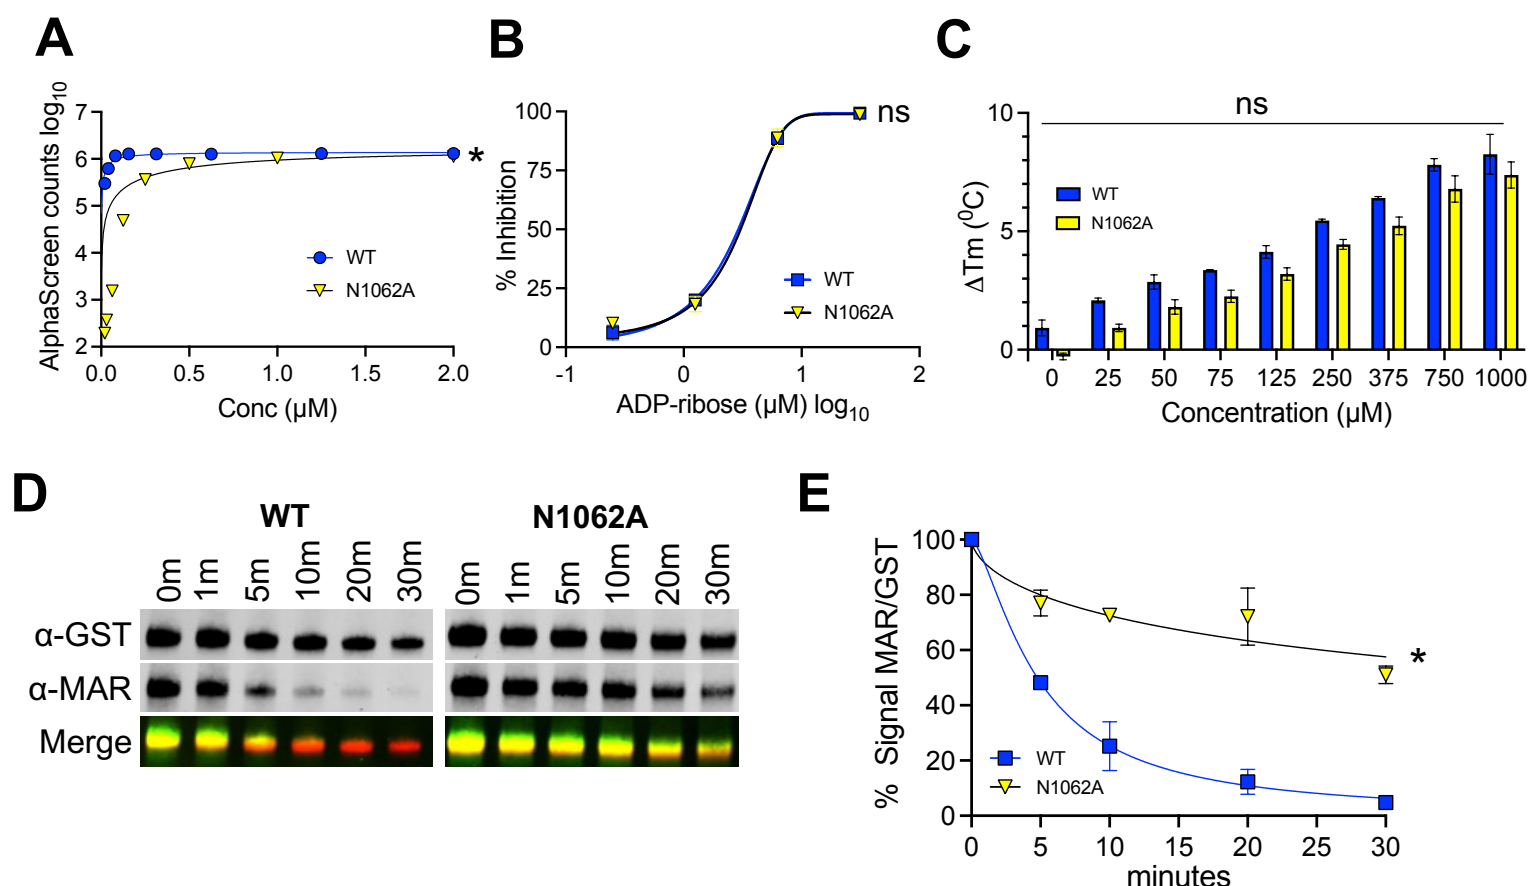 A
AlphaScreen counts log10
7
6
5
4
3
2
0.0 0.5 1.0 1.5 2.0
Conc (µM)
WT
N1062A
*
B
% Inhibition
100
75
50
25
0
-1 0 1 2
ADP-ribose (µM) log10
WT
N1062A
ns
C
ΔTm (⁰C)
10
5
0
ns
WT
N1062A
0 25 50 75 125 250 375 750 1000
Concentration (µM)
D
WT
N1062A
0m 1m 5m 10m 20m 30m
0m 1m 5m 10m 20m 30m
α-GST
α-MAR
Merge
E
% Signal MAR/GST
100
80
60
40
20
0
WT
N1062A
*
0 5 10 15 20 25 30
minutes